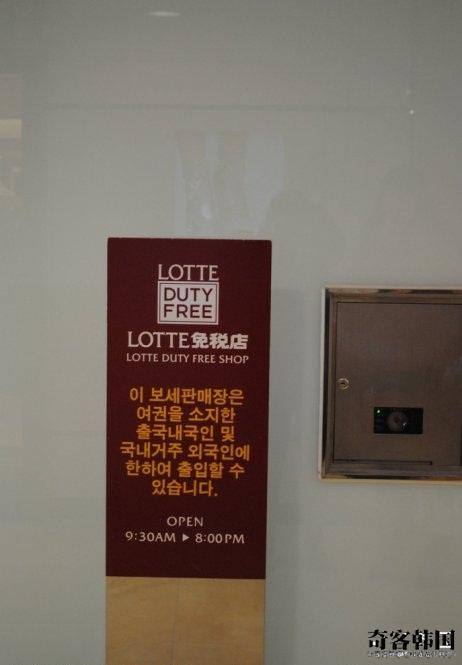 LOTTE
DUTY
FREE
LOTTE免税店
LOTTE DUTY FREE SHOP
이 보세판매장은
여권을 소지한
출국내국인 및
국내거주 외국인에
한하여 출입할 수
있습니다.
OPEN
9:30AM ▶ 8:00PM
奇客韩国